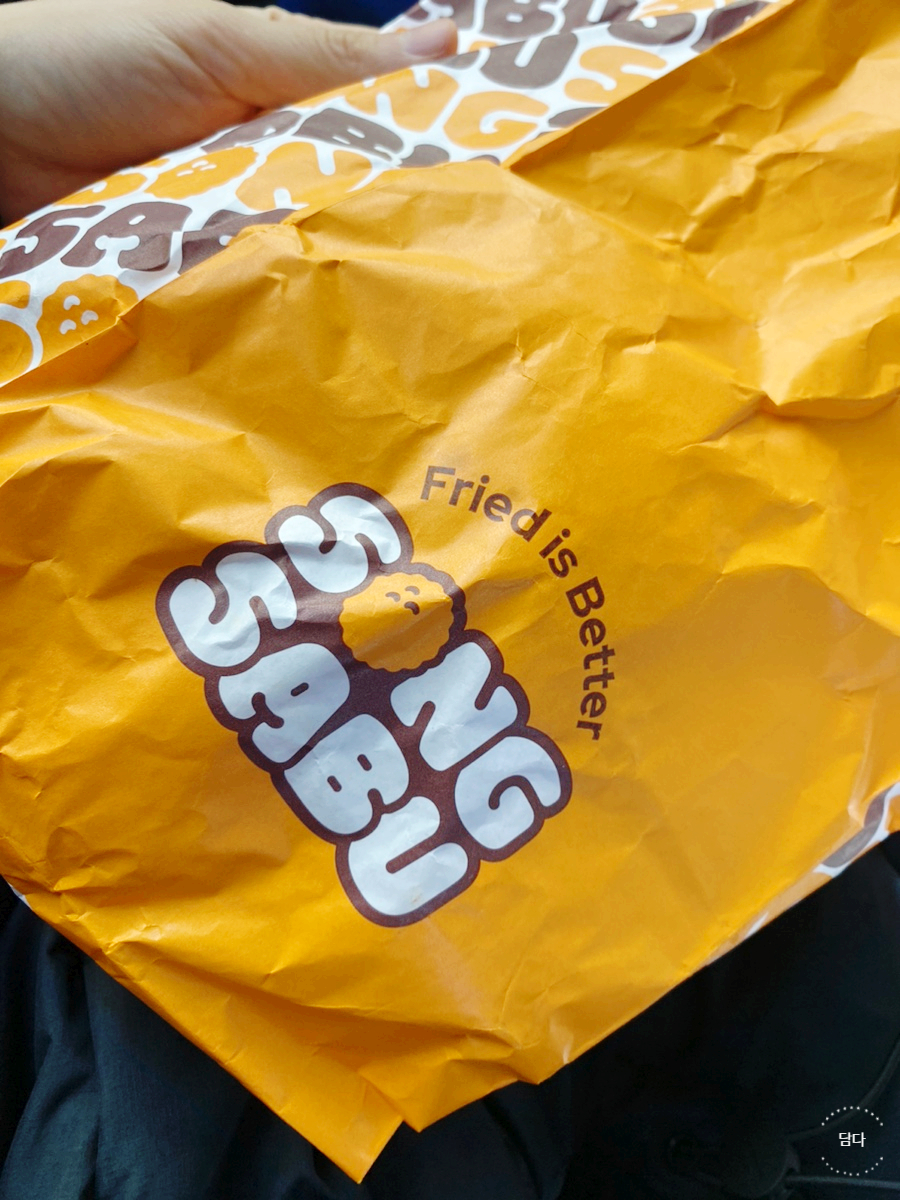 SONG
SABU
Fried is Better
담다